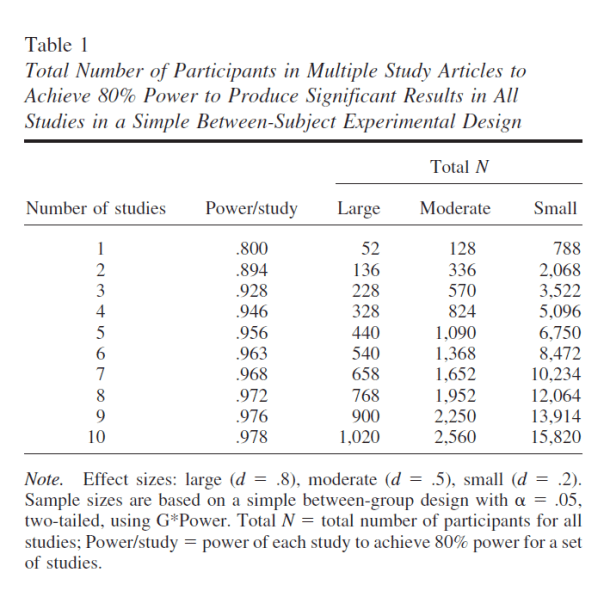 Table 1
Total Number of Participants in Multiple Study Articles to
Achieve 80% Power to Produce Significant Results in All
Studies in a Simple Between-Subject Experimental Design
Total N
Number of studies Power/study Large Moderate Small
1 .800 52 128 788
2 .894 136 336 2,068
3 .928 228 570 3,522
4 .946 328 824 5,096
5 .956 440 1,090 6,750
6 .963 540 1,368 8,472
7 .968 658 1,652 10,234
8 .972 768 1,952 12,064
9 .976 900 2,250 13,914
10 .978 1,020 2,560 15,820
Note. Effect sizes: large (d = .8), moderate (d = .5), small (d = .2).
Sample sizes are based on a simple between-group design with α = .05,
two-tailed, using G*Power. Total N = total number of participants for all
studies; Power/study = power of each study to achieve 80% power for a set
of studies.